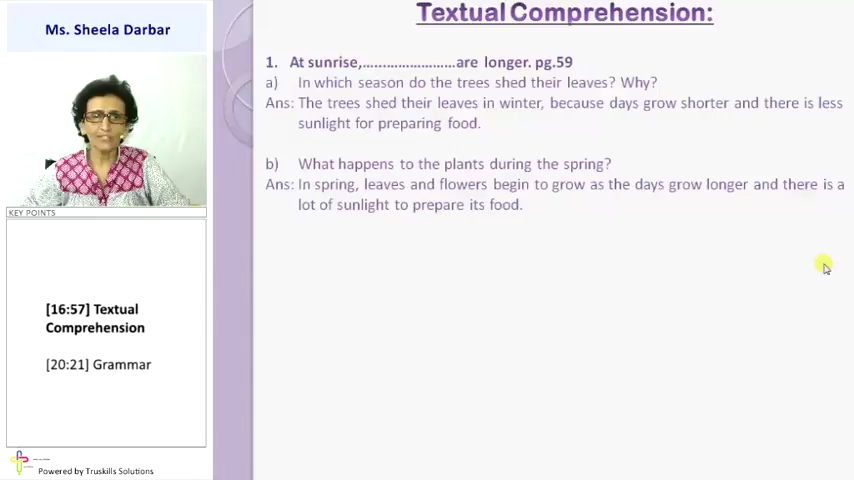 Ms. Sheela Darbar
KEY POINTS
[16:57] Textual
Comprehension
[20:21] Grammar
Powered by Truskills Solutions
Textual Comprehension:
1. At sunrise,........................are longer. pg.59
a) In which season do the trees shed their leaves? Why?
Ans: The trees shed their leaves in winter, because days grow shorter and there is less
sunlight for preparing food.
b) What happens to the plants during the spring?
Ans: In spring, leaves and flowers begin to grow as the days grow longer and there is a
lot of sunlight to prepare its food.